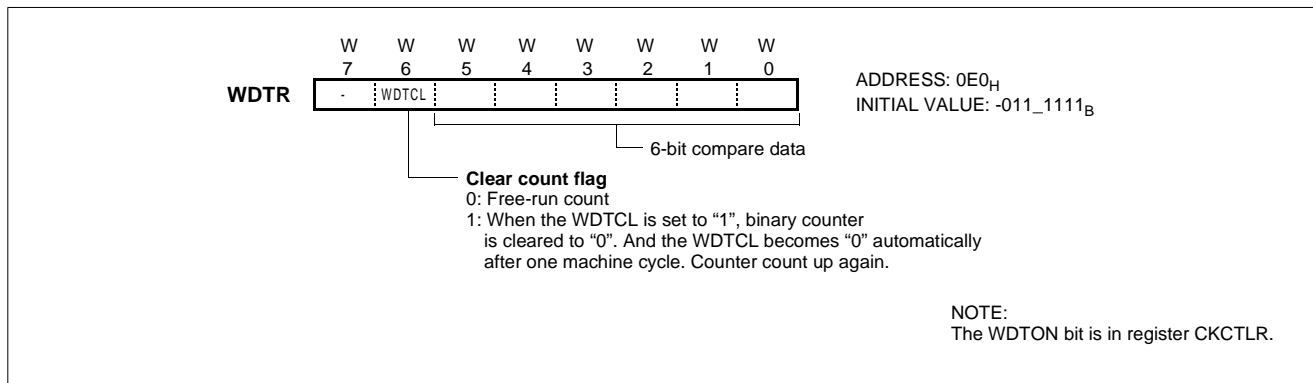 W W W W W W W W
7 6 5 4 3 2 1 0
WDTR - WDTCL
ADDRESS: 0E0H
INITIAL VALUE: -011_1111B
6-bit compare data
Clear count flag
0: Free-run count
1: When the WDTCL is set to “1”, binary counter
is cleared to “0”. And the WDTCL becomes “0” automatically
after one machine cycle. Counter count up again.
NOTE:
The WDTON bit is in register CKCTLR.